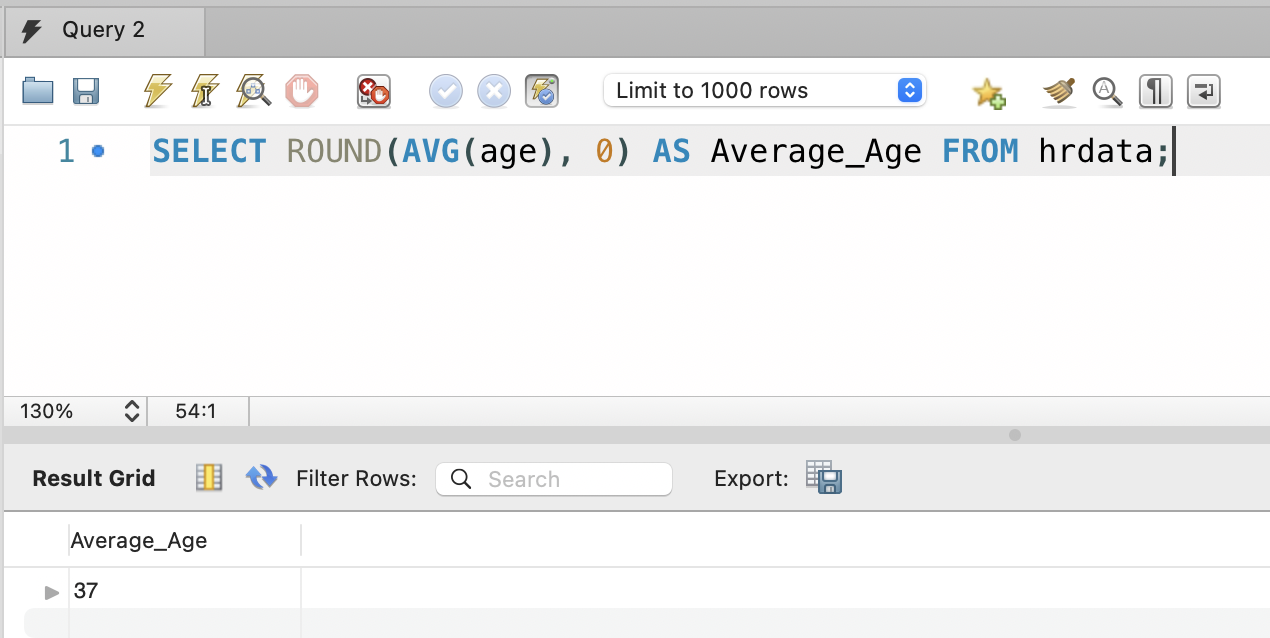 Query 2
Limit to 1000 rows
1 SELECT ROUND(AVG(age), 0) AS Average_Age FROM hrdata;
130% 54:1
Result Grid Filter Rows: Search Export:
Average_Age
37